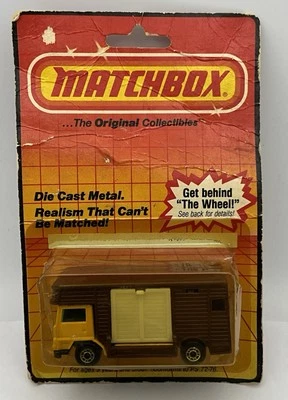 MATCHBOX
...The Original Collectibles
Die Cast Metal.
Realism That Can't
Be Matched!
Get behind
"The Wheel!"
See back for details!